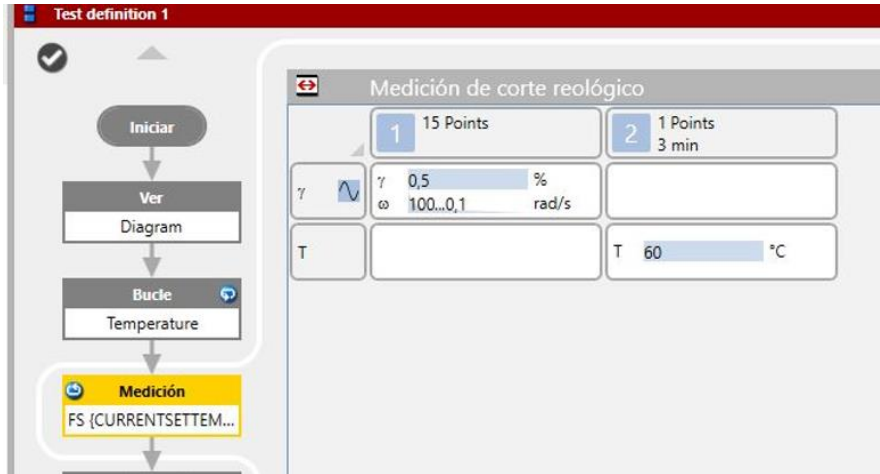 Test definition 1
Iniciar
Ver
Diagram
Bucle
Temperature
Medición
FS {CURRENTSETTEM...
Medición de corte reológico
1 15 Points
2 1 Points
3 min
γ γ 0,5 %
ω 100...0,1 rad/s
T T 60 °C